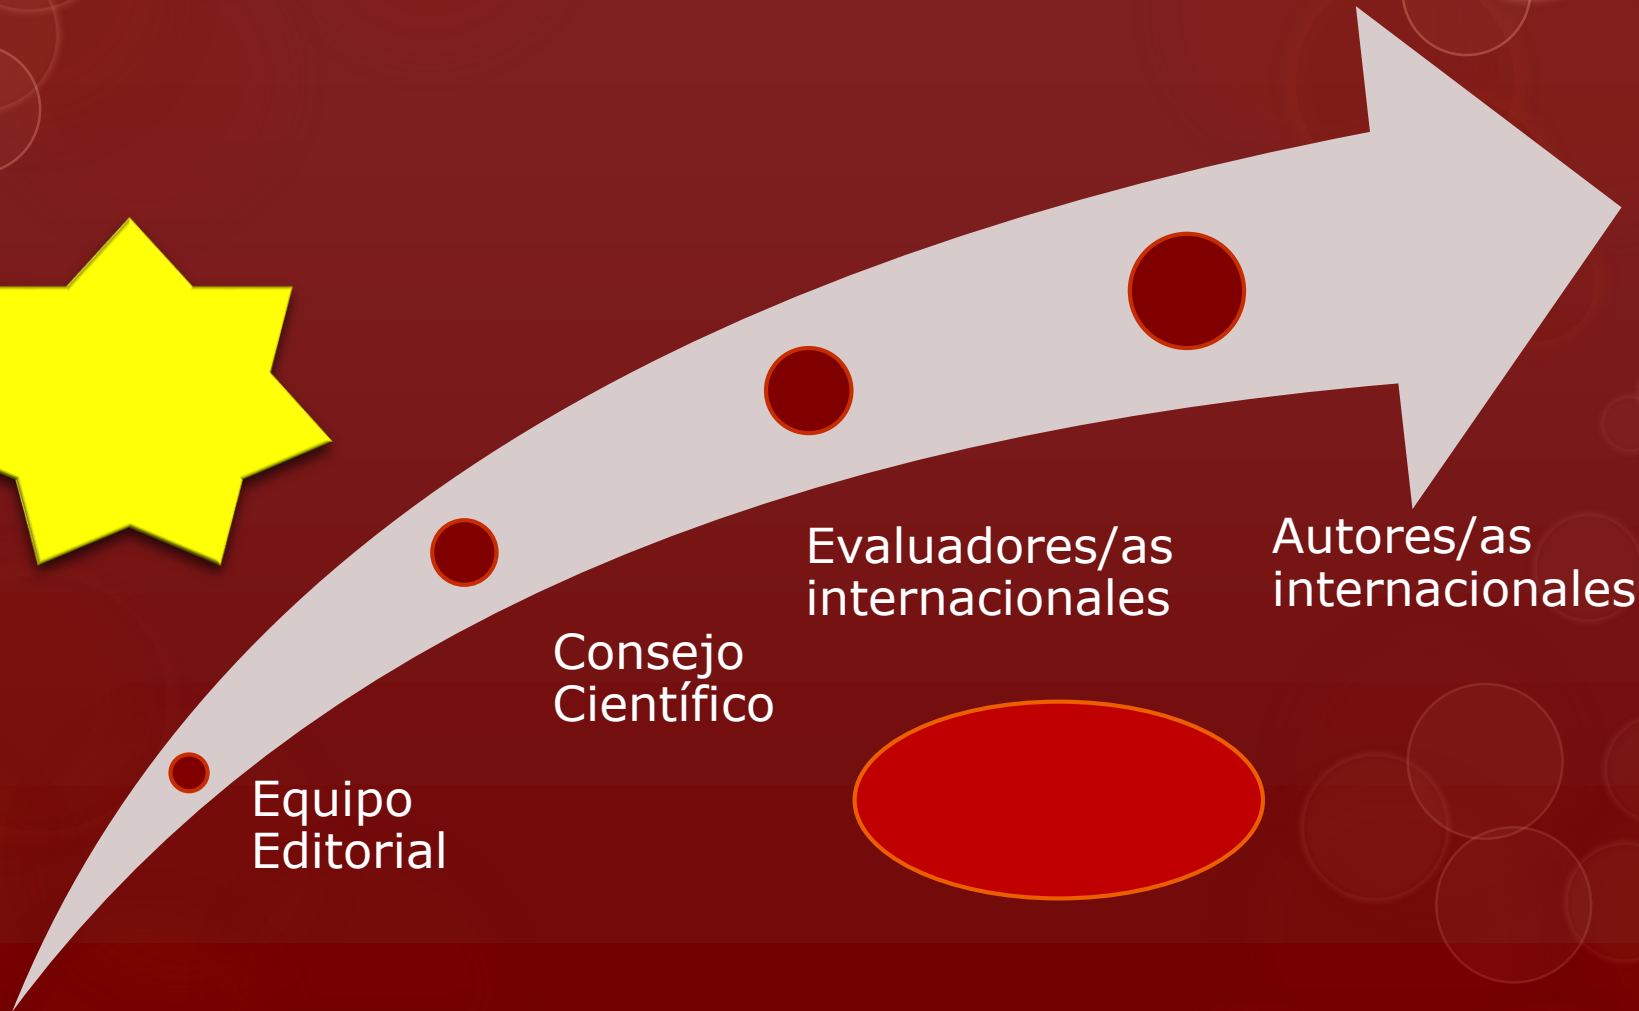 Evaluadores/as
internacionales
Autores/as
internacionales
Consejo
Científico
Equipo
Editorial